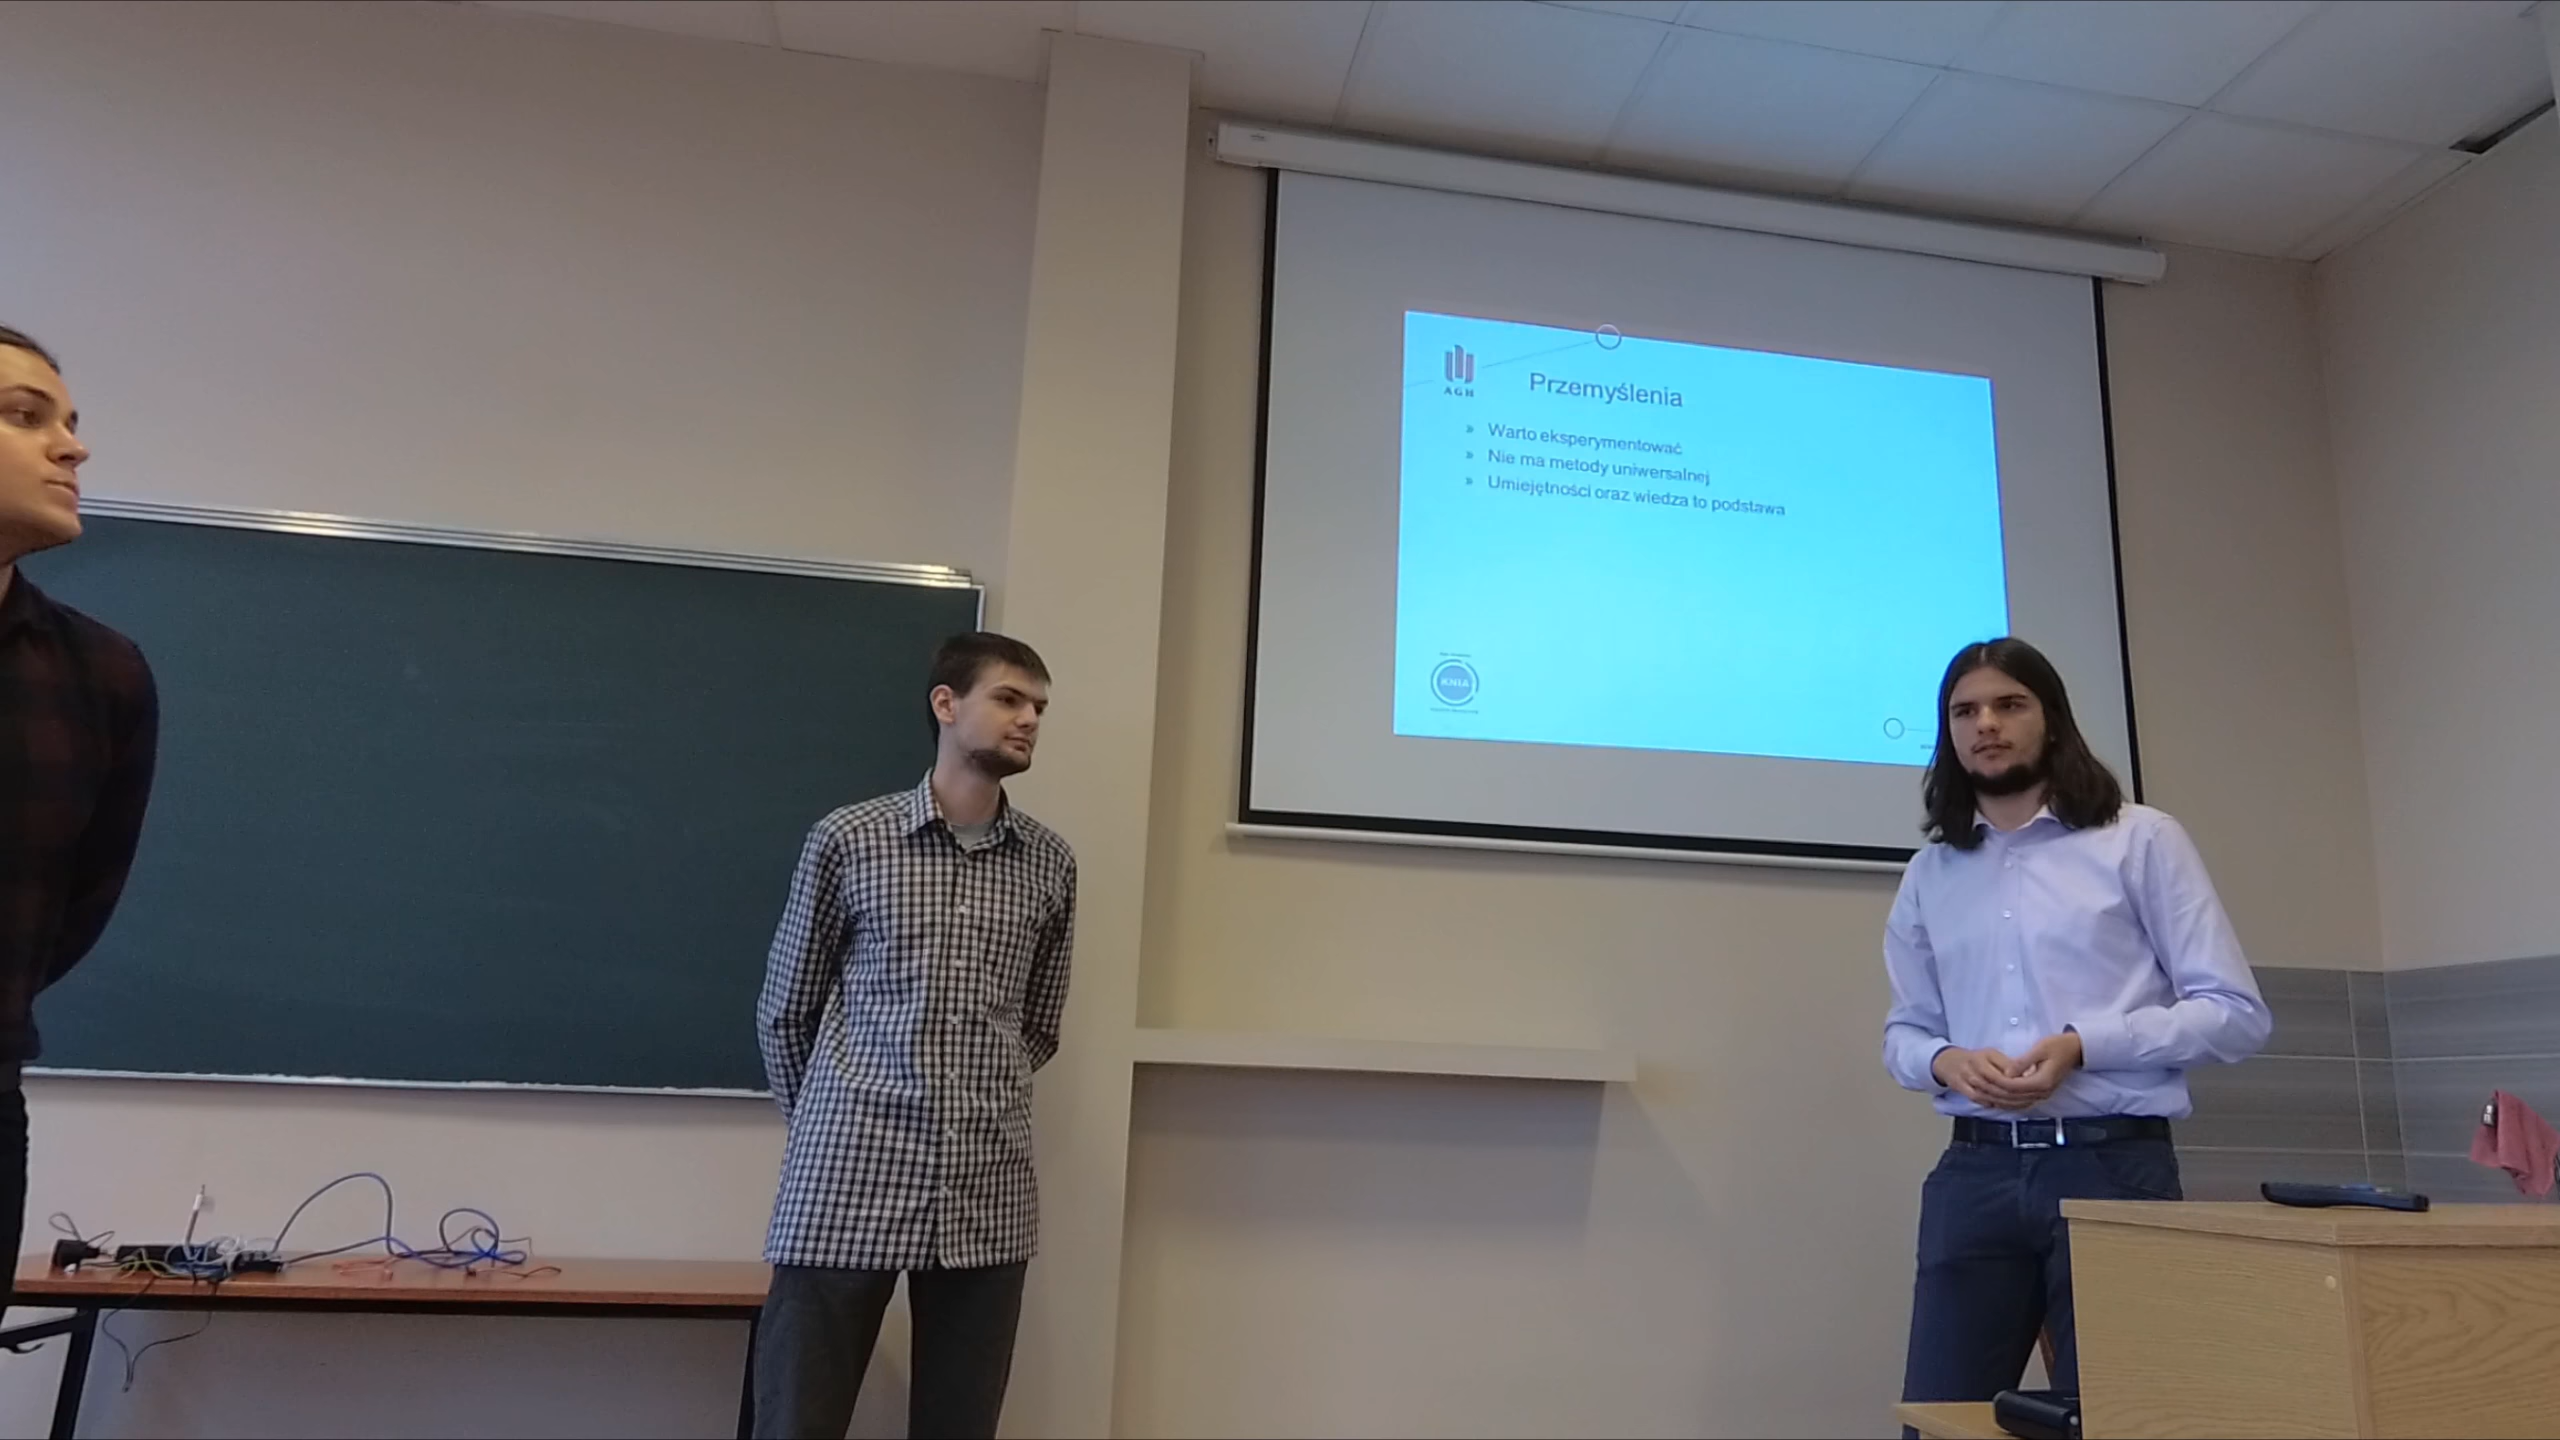 AGH
Przemyślenia
» Warto eksperymentować
» Nie ma metody uniwersalnej
» Umiejętności oraz wiedza to podstawa
KNIA